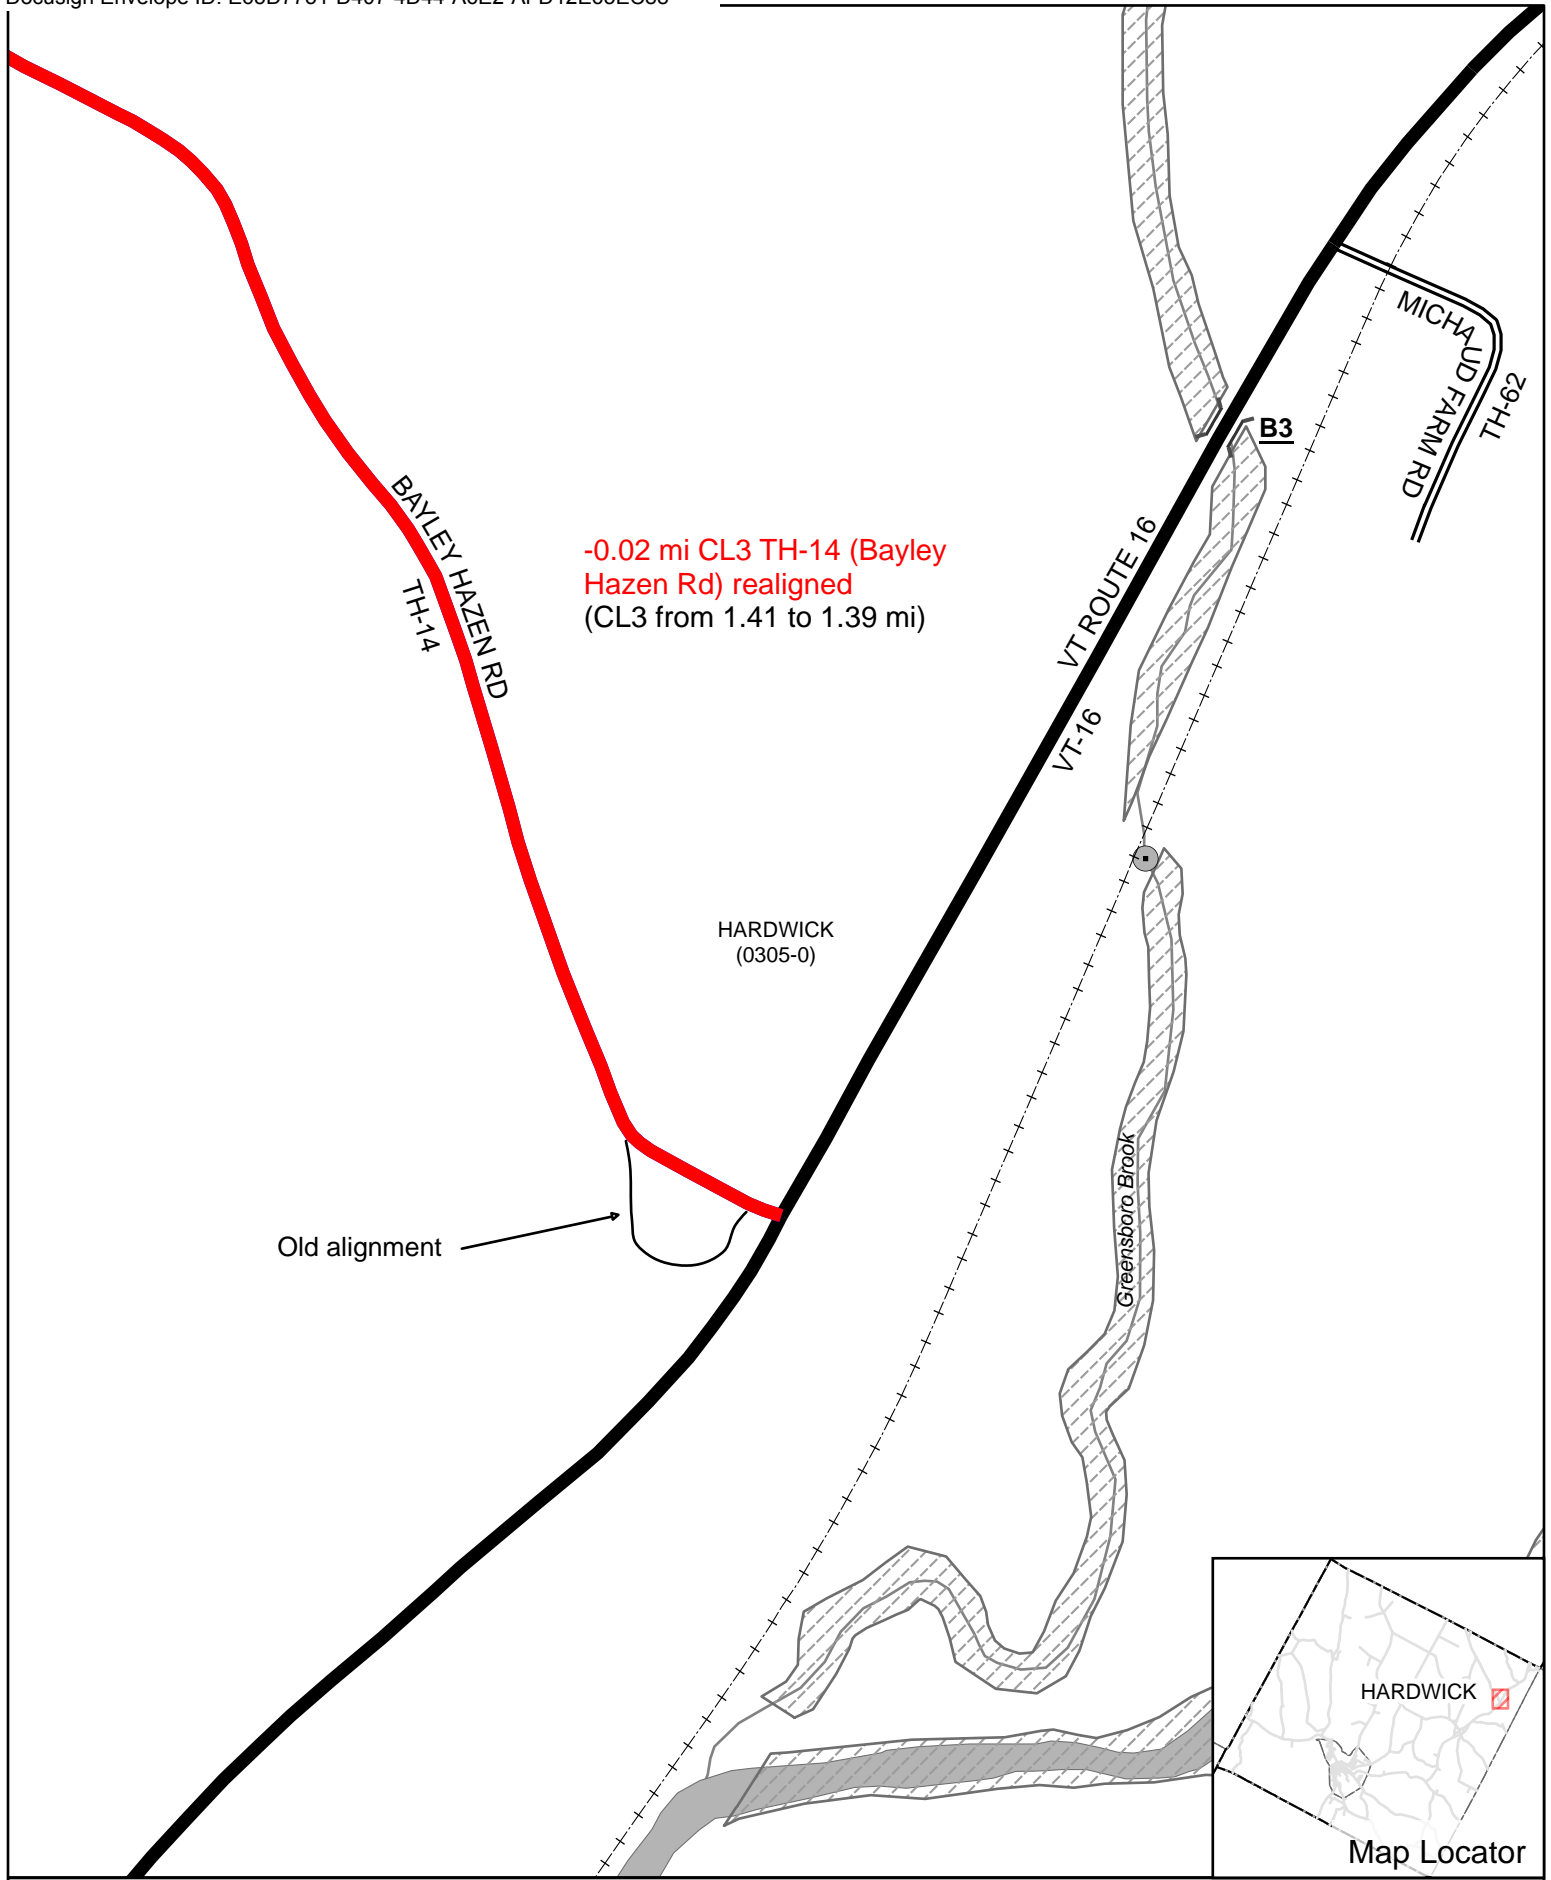 MICHAUD FARM RD
TH-62
B3
BAYLEY HAZEN RD
TH-14
-0.02 mi CL3 TH-14 (Bayley
Hazen Rd) realigned
(CL3 from 1.41 to 1.39 mi)
VT ROUTE 16
VT-16
HARDWICK
(0305-0)
Greensboro Brook
Old alignment
HARDWICK
Map Locator